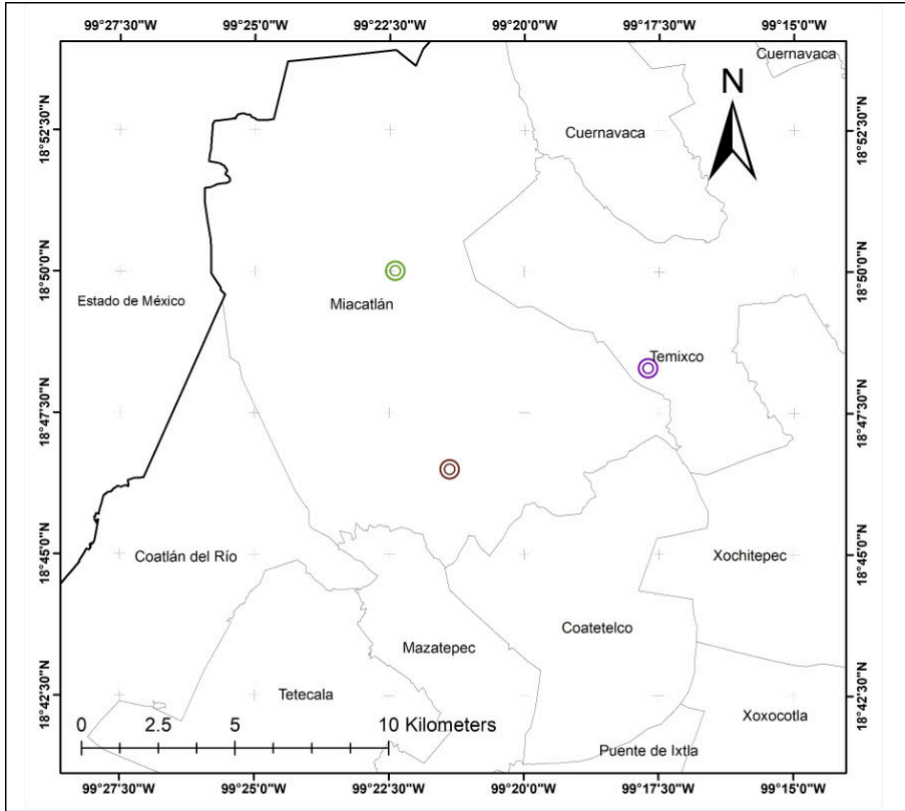 99°27'30"W 99°25'0"W 99°22'30"W 99°20'0"W 99°17'30"W 99°15'0"W
Cuernavaca
N
18°52'30"N
Cuernavaca
18°52'30"N
18°50'0"N
18°50'0"N
Estado de México
Miacatlán
Temixco
18°47'30"N
18°47'30"N
18°45'0"N
Coatlán del Río
Xochitepec
18°45'0"N
Coatetelco
Mazatepec
18°42'30"N
Tetecala
18°42'30"N
Xoxocotla
0 2.5 5 10 Kilometers
Puente de Ixtla
99°27'30"W 99°25'0"W 99°22'30"W 99°20'0"W 99°17'30"W 99°15'0"W